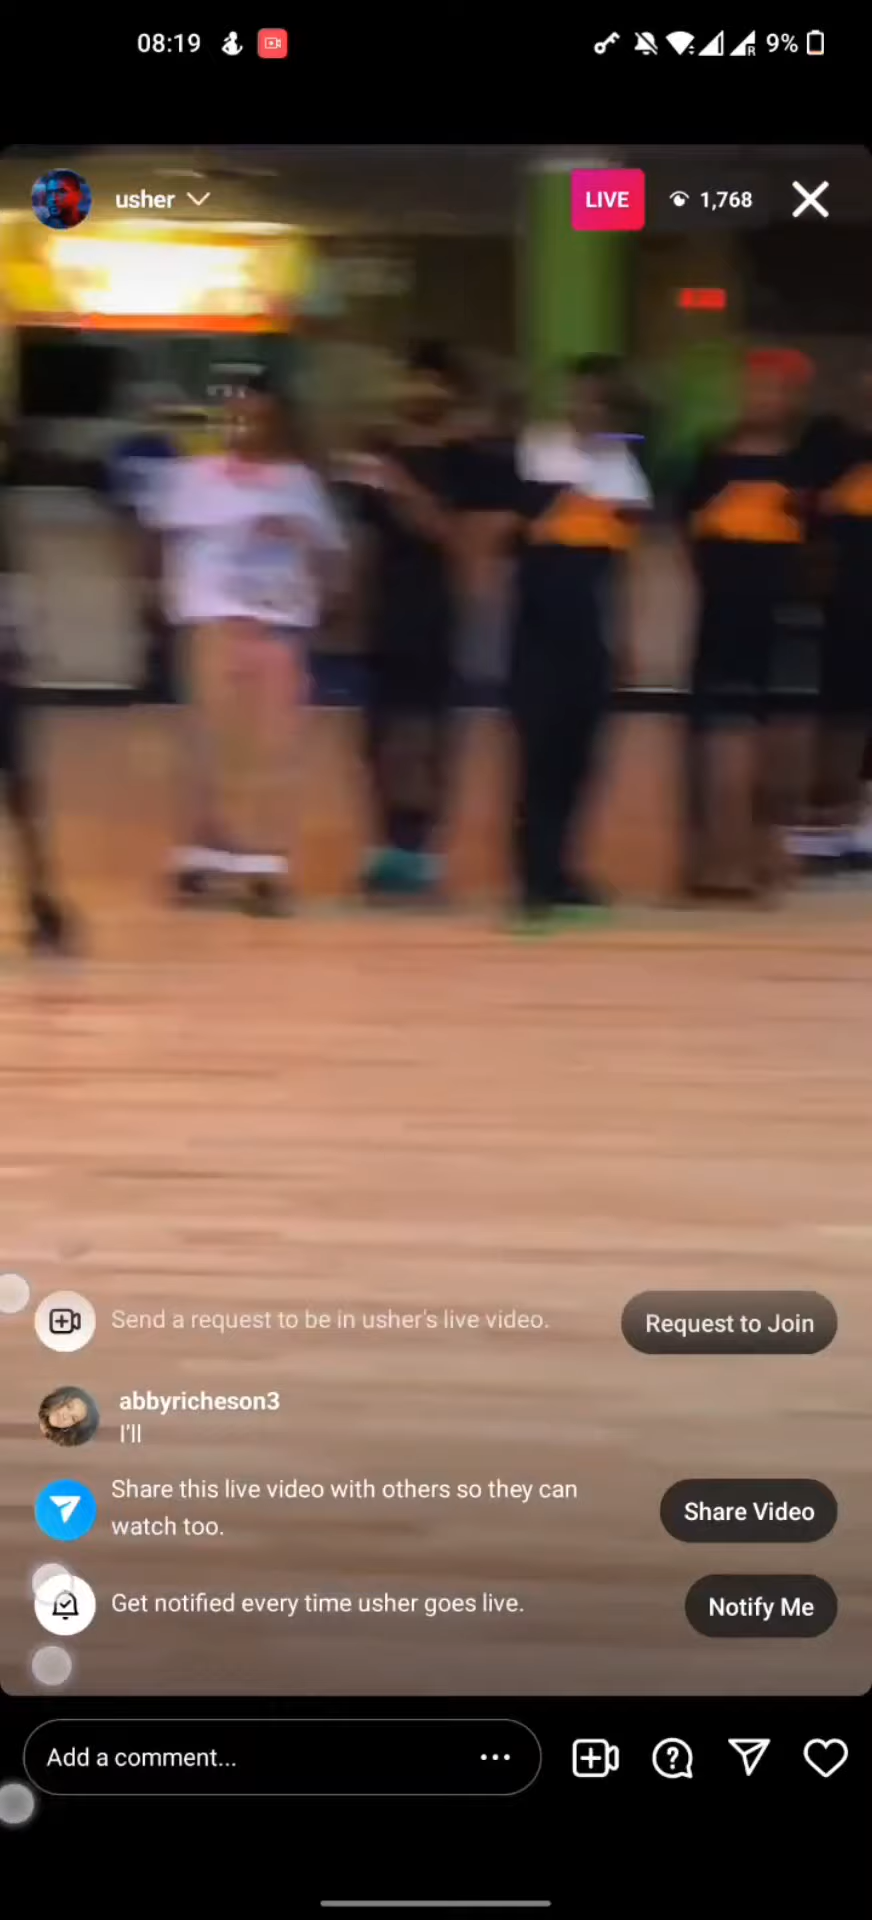 08:19
9%
R
usher
LIVE
1,768
Send a request to be in usher's live video.
Request to Join
abbyricheson3
I'll
Share this live video with others so they can
watch too.
Share Video
Get notified every time usher goes live.
Notify Me
Add a comment...